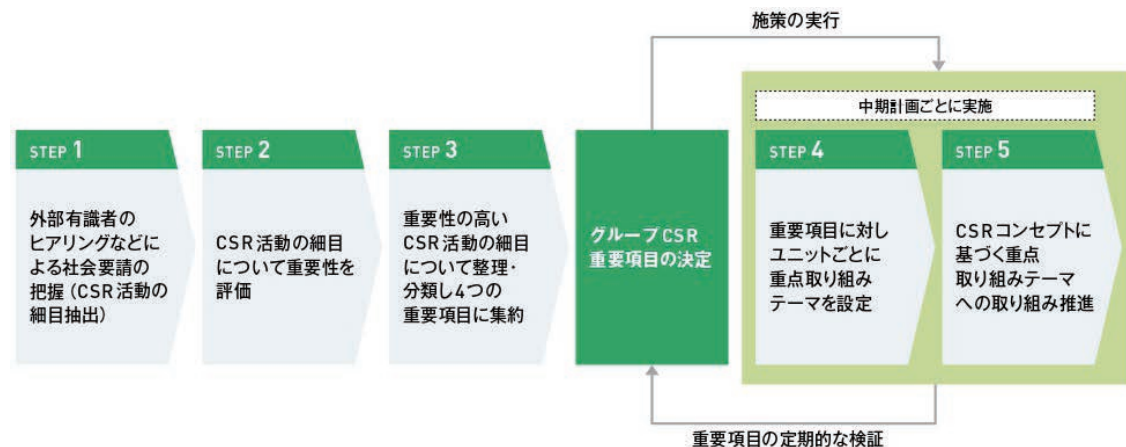 施策の実行
中期計画ごとに実施
STEP 1
外部有識者の
ヒアリングなどに
よる社会要請の
把握（CSR活動の
細目抽出）
STEP 2
CSR活動の細目
について重要性を
評価
STEP 3
重要性の高い
CSR活動の細目
について整理・
分類し4つの
重要項目に集約
グループCSR
重要項目の決定
STEP 4
重要項目に対し
ユニットごとに
重点取り組み
テーマを設定
STEP 5
CSRコンセプトに
基づく重点
取り組みテーマ
への取り組み推進
重要項目の定期的な検証